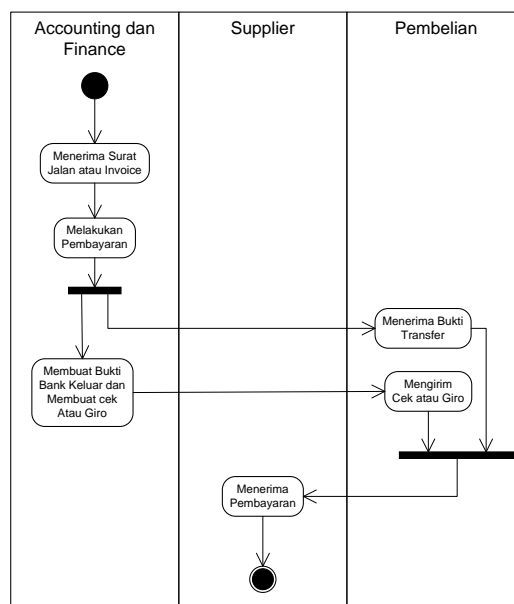 Accounting dan
Finance
Supplier
Pembelian
Menerima Surat
Jalan atau Invoice
Melakukan
Pembayaran
Menerima Bukti
Transfer
Membuat Bukti
Bank Keluar dan
Membuat cek
Atau Giro
Mengirim
Cek atau Giro
Menerima
Pembayaran